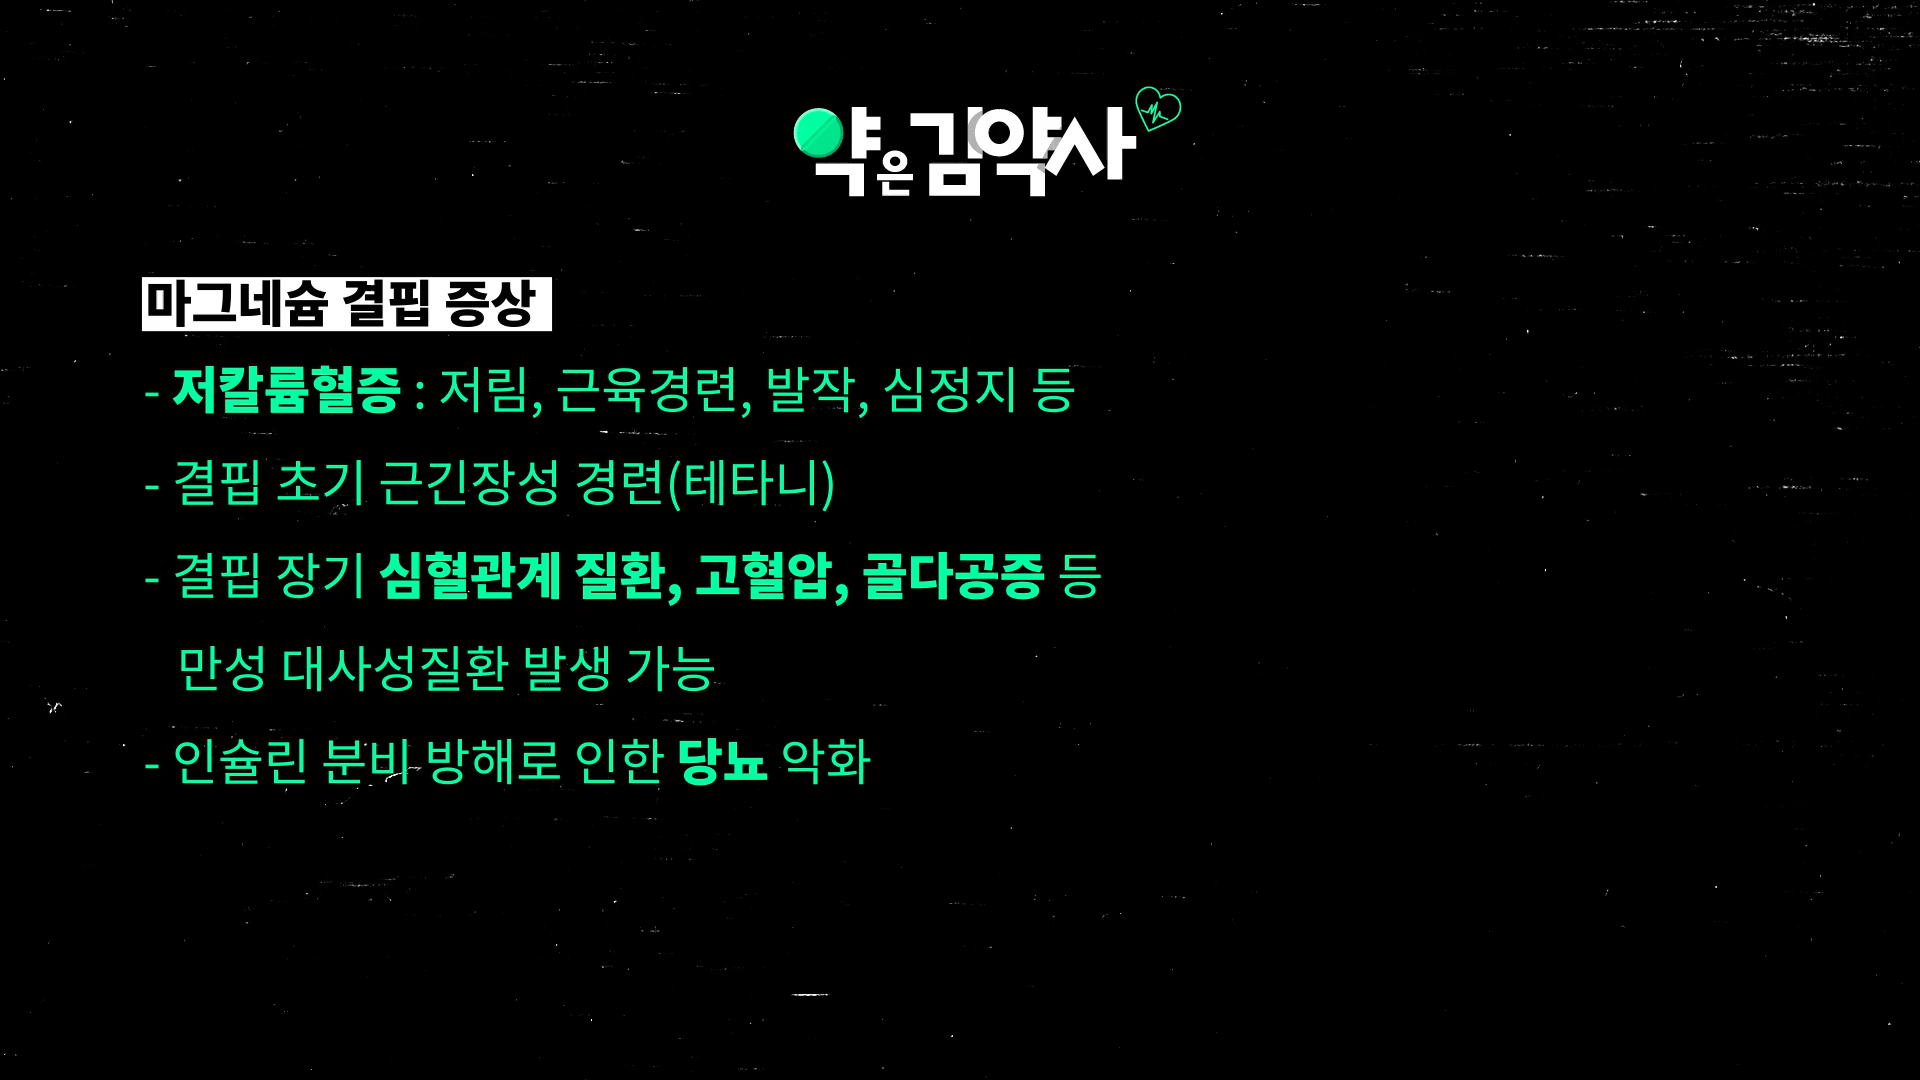 약은김약사
마그네슘 결핍 증상
- 저칼륨혈증 : 저림, 근육경련, 발작, 심정지 등
- 결핍 초기 근긴장성 경련(테타니)
- 결핍 장기 심혈관계 질환, 고혈압, 골다공증 등
만성 대사성질환 발생 가능
- 인슐린 분비 방해로 인한 당뇨 악화